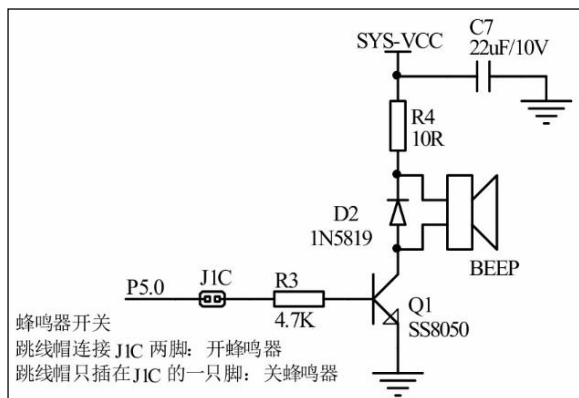 SYS-VCC
C7
22uF/10V
R4
10R
D2
1N5819
BEEP
P5.0
J1C
R3
4.7K
Q1
SS8050
蜂鸣器开关
跳线帽连接 J1C 两脚：开蜂鸣器
跳线帽只插在J1C 的一只脚：关蜂鸣器